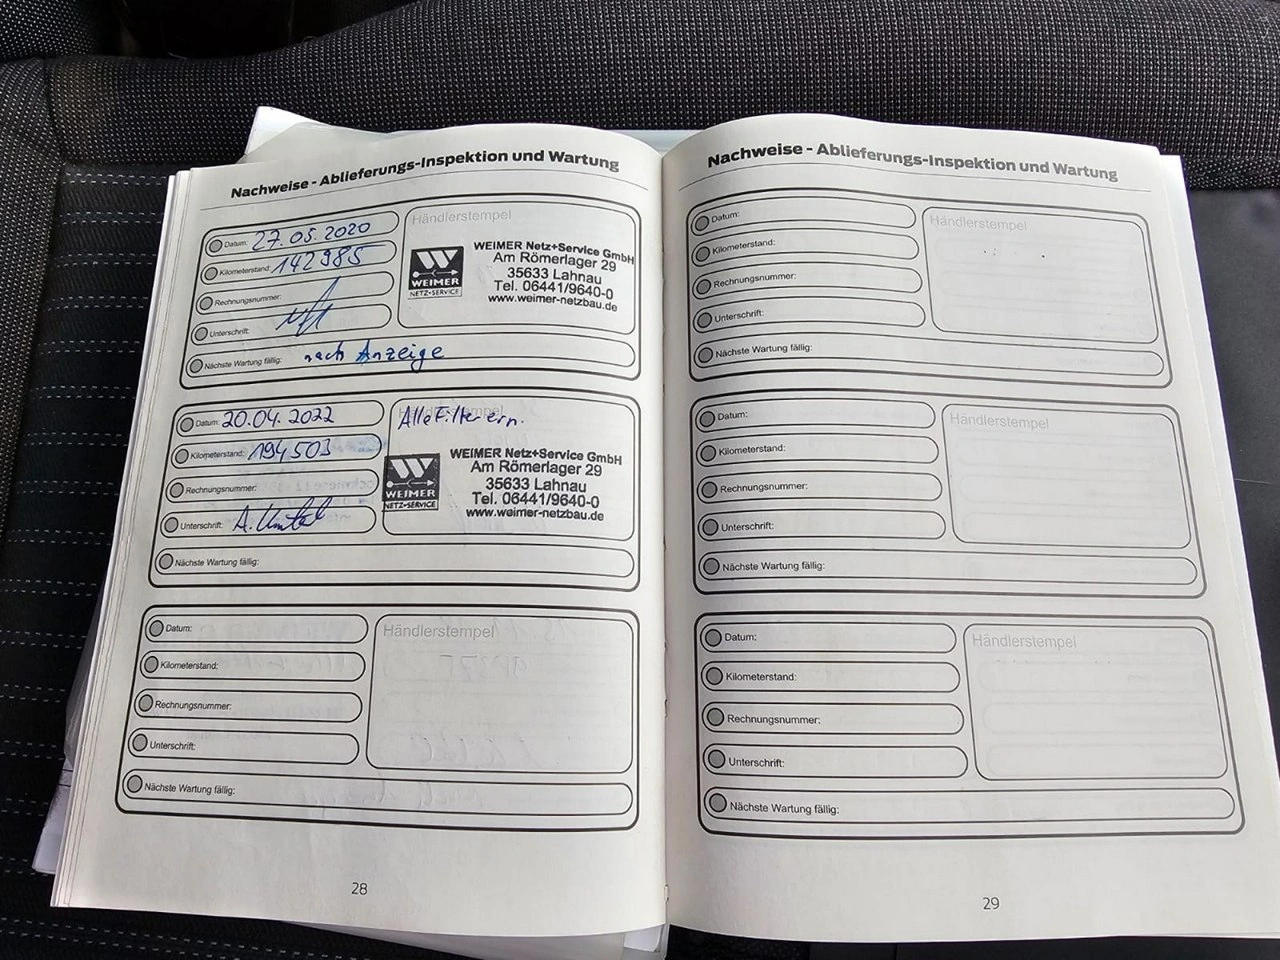 Nachweise - Ablieferungs-Inspektion und Wartung
Datum: 27.05.2020
Kilometerstand: 142985
Rechnungsnummer:
Unterschrift:
Nächste Wartung fällig: nach Anzeige
Händlerstempel
WEIMER
NETZ-SERVICE
WEIMER Netz+Service GmbH
Am Römerlager 29
35633 Lahnau
Tel. 06441/9640-0
www.weimer-netzbau.de
Datum: 20.04.2022
Kilometerstand: 194503
Rechnungsnummer:
Unterschrift:
Nächste Wartung fällig:
Händlerstempel
Alle Filter ern.
WEIMER
NETZ-SERVICE
WEIMER Netz+Service GmbH
Am Römerlager 29
35633 Lahnau
Tel. 06441/9640-0
www.weimer-netzbau.de
Datum:
Kilometerstand:
Rechnungsnummer:
Unterschrift:
Nächste Wartung fällig:
Händlerstempel
28
Nachweise - Ablieferungs-Inspektion und Wartung
Datum:
Kilometerstand:
Rechnungsnummer:
Unterschrift:
Nächste Wartung fällig:
Händlerstempel
Datum:
Kilometerstand:
Rechnungsnummer:
Unterschrift:
Nächste Wartung fällig:
Händlerstempel
Datum:
Kilometerstand:
Rechnungsnummer:
Unterschrift:
Nächste Wartung fällig:
Händlerstempel
29